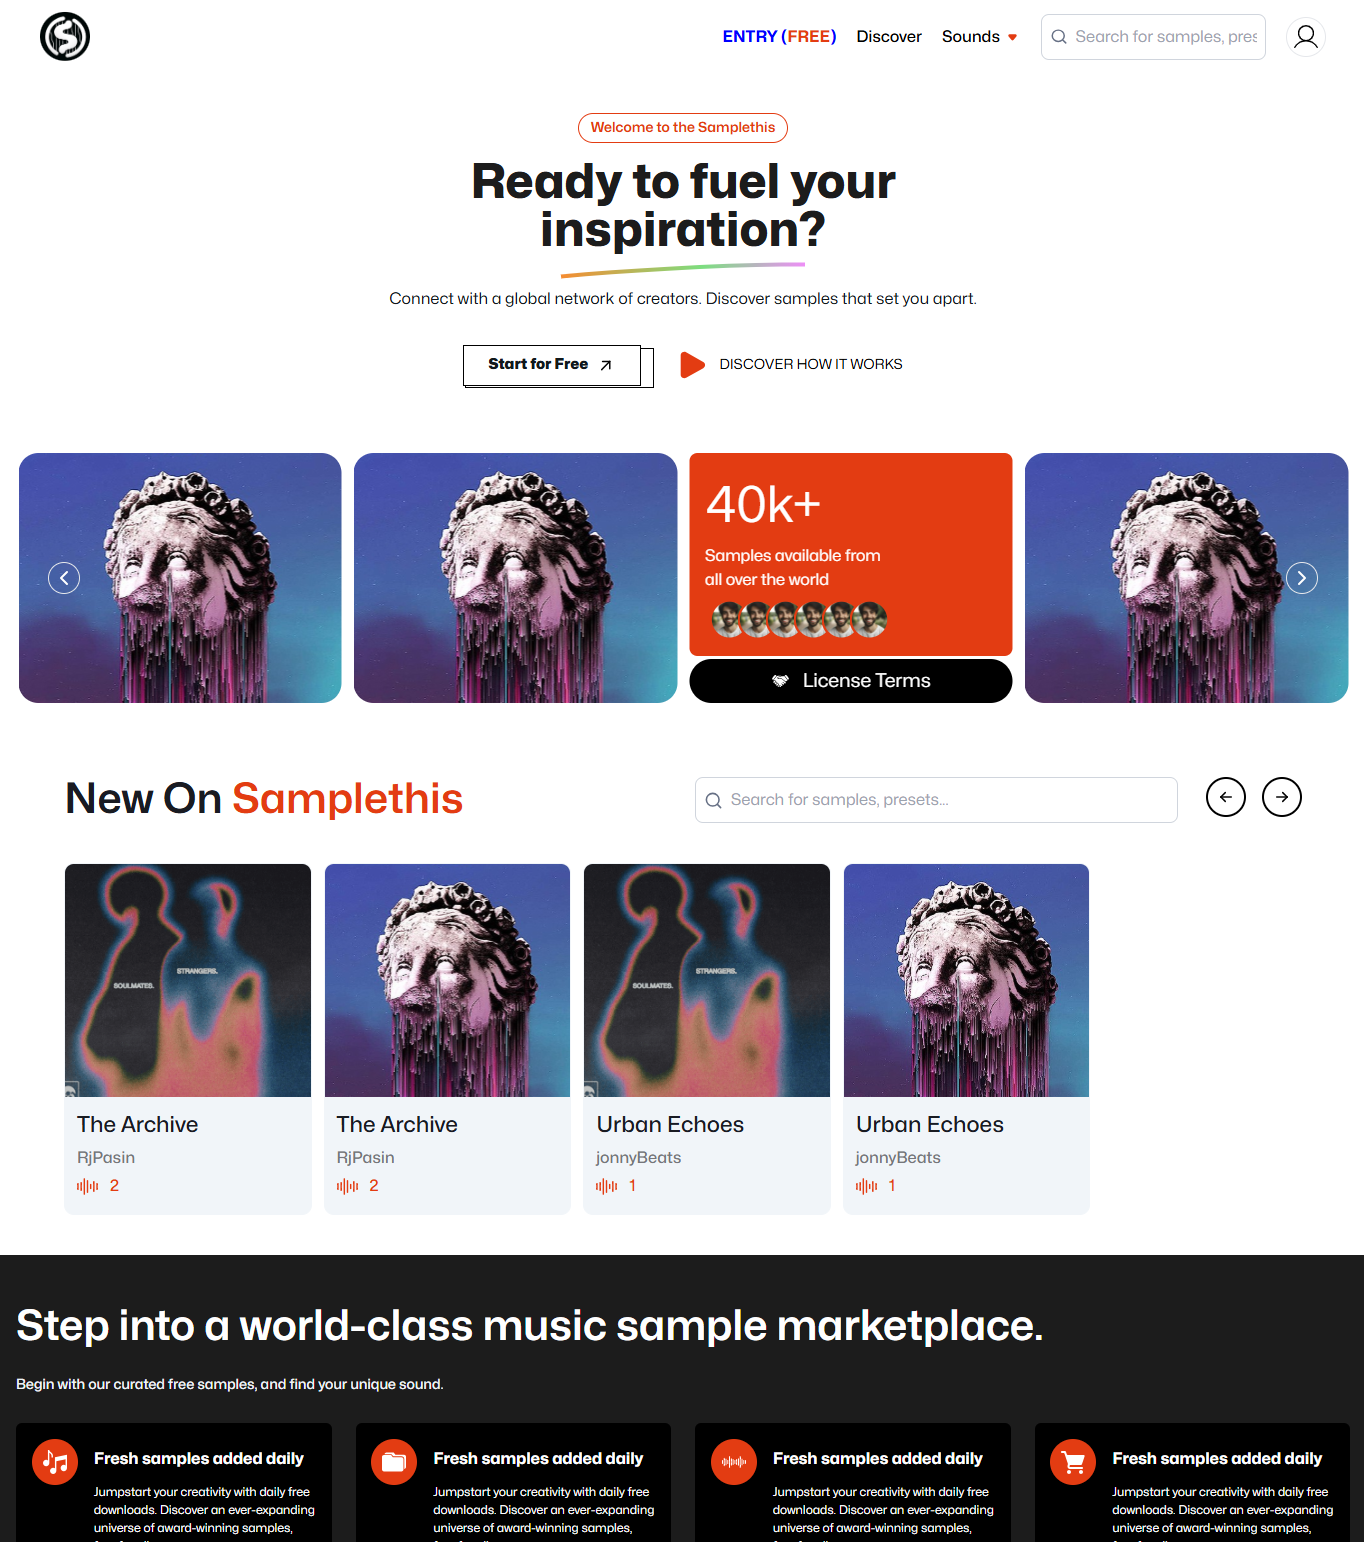 ENTRY (FREE) Discover Sounds Search for samples, pres
Welcome to the Samplethis
Ready to fuel your
inspiration?
Connect with a global network of creators. Discover samples that set you apart.
Start for Free DISCOVER HOW IT WORKS
40k+
Samples available from
all over the world
License Terms
New On Samplethis
Search for samples, presets...
SOULMATES. STRANGERS.
SOULMATES. STRANGERS.
The Archive
RjPasin
2
The Archive
RjPasin
2
Urban Echoes
jonnyBeats
1
Urban Echoes
jonnyBeats
1
Step into a world-class music sample marketplace.
Begin with our curated free samples, and find your unique sound.
Fresh samples added daily
Jumpstart your creativity with daily free
downloads. Discover an ever-expanding
universe of award-winning samples,
Fresh samples added daily
Jumpstart your creativity with daily free
downloads. Discover an ever-expanding
universe of award-winning samples,
Fresh samples added daily
Jumpstart your creativity with daily free
downloads. Discover an ever-expanding
universe of award-winning samples,
Fresh samples added daily
Jumpstart your creativity with daily free
downloads. Discover an ever-expanding
universe of award-winning samples,